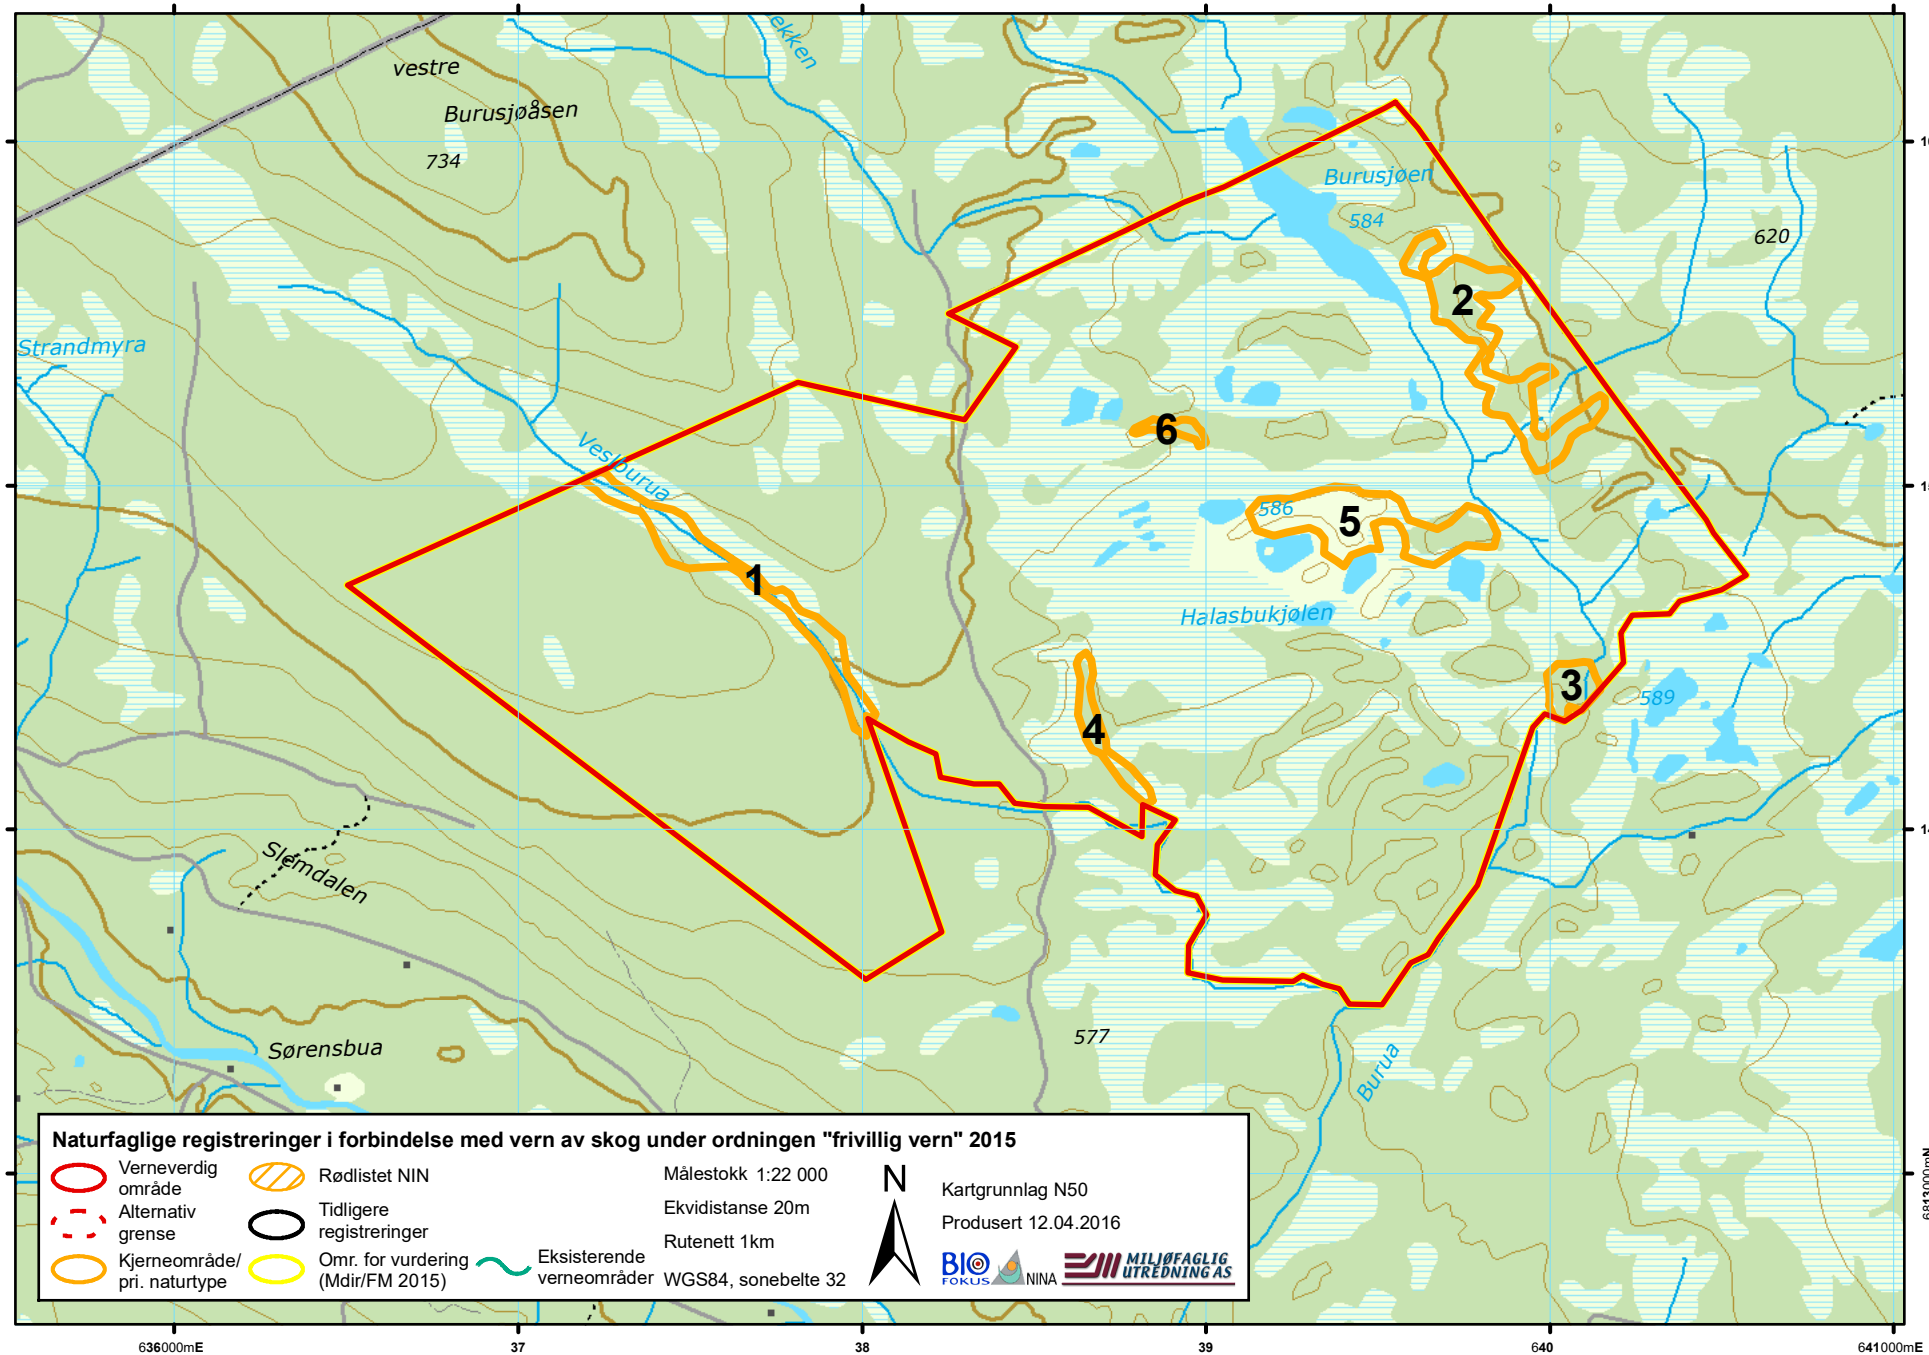 ekken
vestre
Burusjøåsen
734
Burusjøen
584
620
Strandmyra
2
6
Veslburua
586
5
1
Halasbukjølen
3
589
4
Slemdalen
577
Sørensbua
Burua
Naturfaglige registreringer i forbindelse med vern av skog under ordningen "frivillig vern" 2015
Verneverdig
område
Alternativ
grense
Kjerneområde/
pri. naturtype
Rødlistet NIN
Tidligere
registreringer
Omr. for vurdering
(Mdir/FM 2015)
Eksisterende
verneområder
Målestokk 1:22 000
Ekvidistanse 20m
Rutenett 1km
WGS84, sonebelte 32
N
Kartgrunnlag N50
Produsert 12.04.2016
BIO
FOKUS
NINA
MILJØFAGLIG
UTREDNING AS
6813000mN
636000mE
37
38
39
640
641000mE